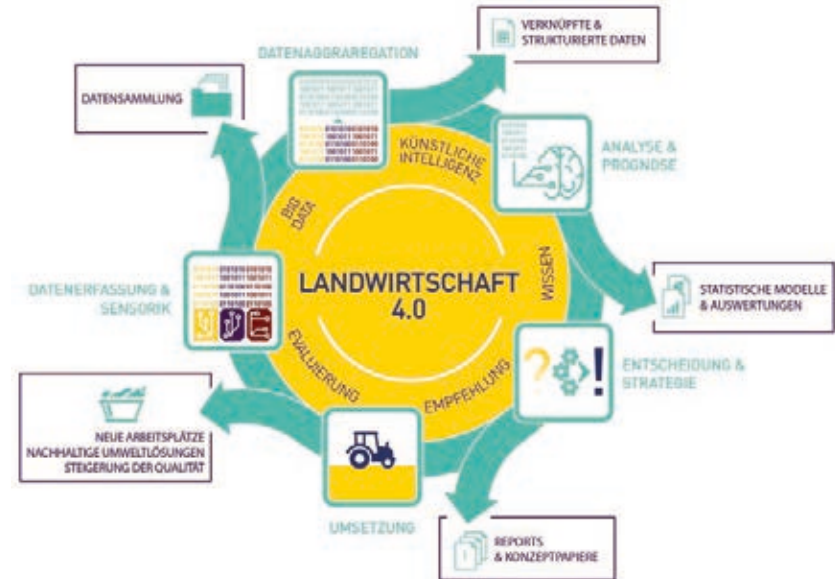 VERKNÜPFTE &
STRUKTURIERTE DATEN
DATENAGGRAREGATION
DATENSAMMLUNG
KÜNSTLICHE
INTELLIGENZ
ANALYSE &
PROGNOSE
BIG
DATA
WISSEN
LANDWIRTSCHAFT
4.0
DATENERFASSUNG &
SENSORIK
STATISTISCHE MODELLE
& AUSWERTUNGEN
EVALUIERUNG
EMPFEHLUNG
? !
ENTSCHEIDUNG &
STRATEGIE
NEUE ARBEITSPLÄTZE
NACHHALTIGE UMWELTLÖSUNGEN
STEIGERUNG DER QUALITÄT
UMSETZUNG
REPORTS
& KONZEPTPAPIERE